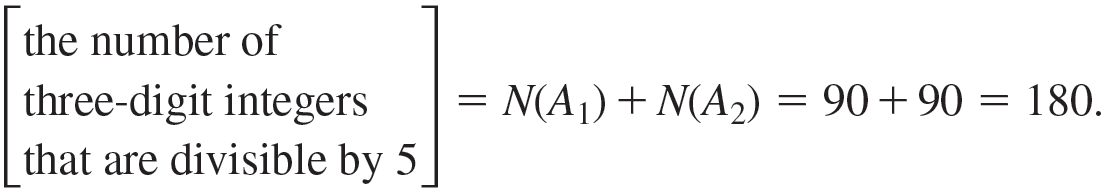 the number of
three-digit integers = N(A₁) + N(A₂) = 90 + 90 = 180.
that are divisible by 5